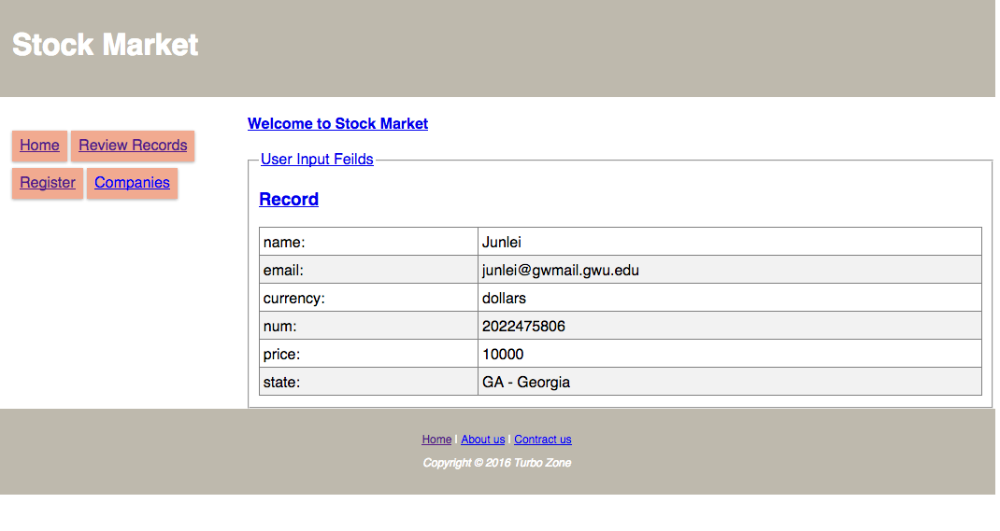 Stock Market
Home Review Records
Register Companies
Welcome to Stock Market
User Input Feilds
Record
name: Junlei
email: junlei@gwmail.gwu.edu
currency: dollars
num: 2022475806
price: 10000
state: GA - Georgia
Home | About us | Contract us
Copyright © 2016 Turbo Zone